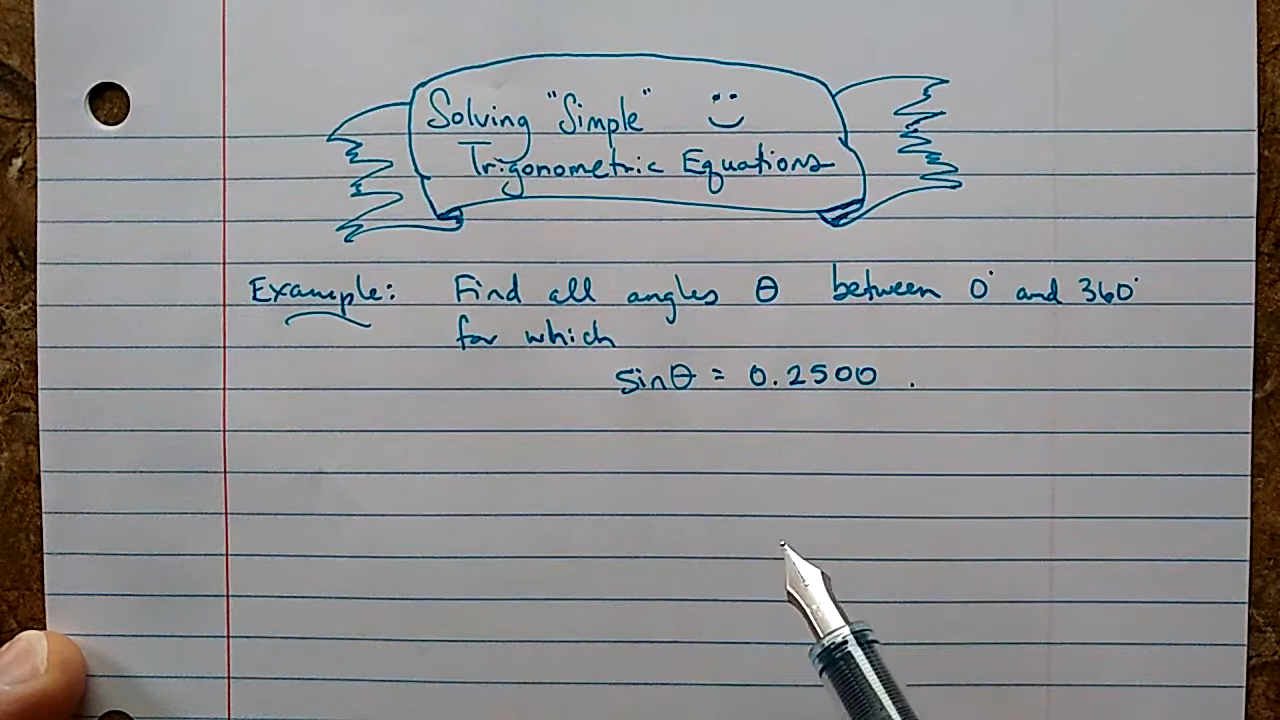 Solving "Simple"
Trigonometric Equations
Example: Find all angles θ between 0° and 360°
for which
sinθ = 0.2500 .